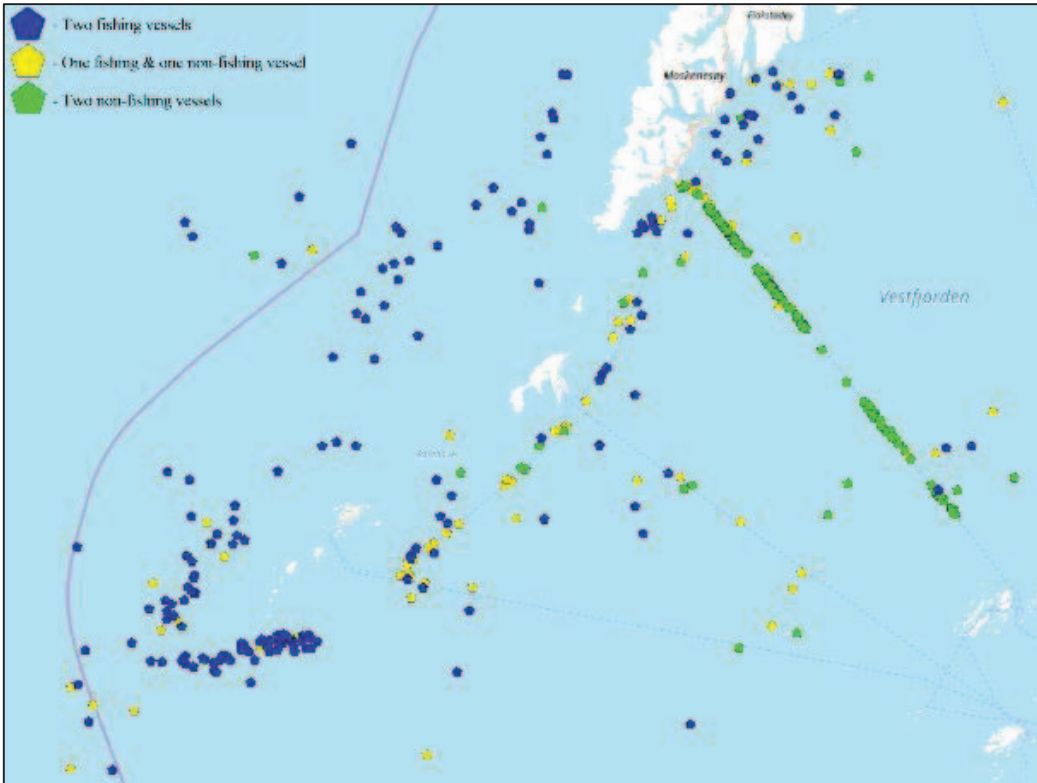 - Two fishing vessels
- One fishing & one non-fishing vessel
- Two non-fishing vessels
Moskenesøy
Vestfjorden